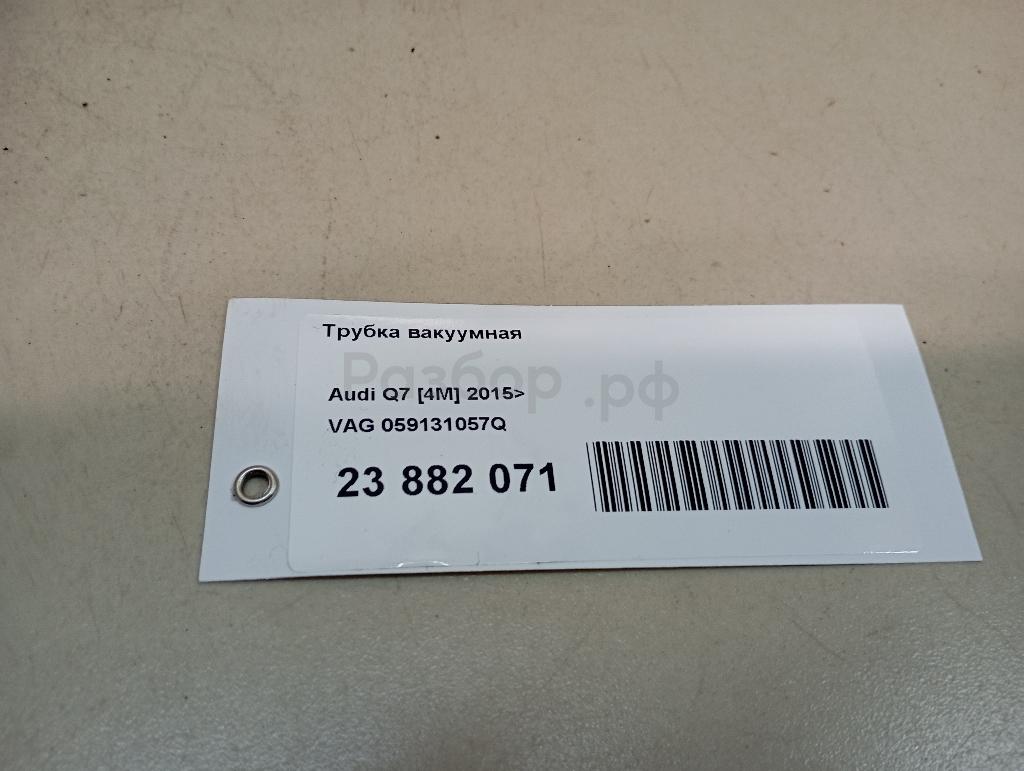 Трубка вакуумная
Разбор.рф
Audi Q7 [4M] 2015>
VAG 059131057Q
23 882 071